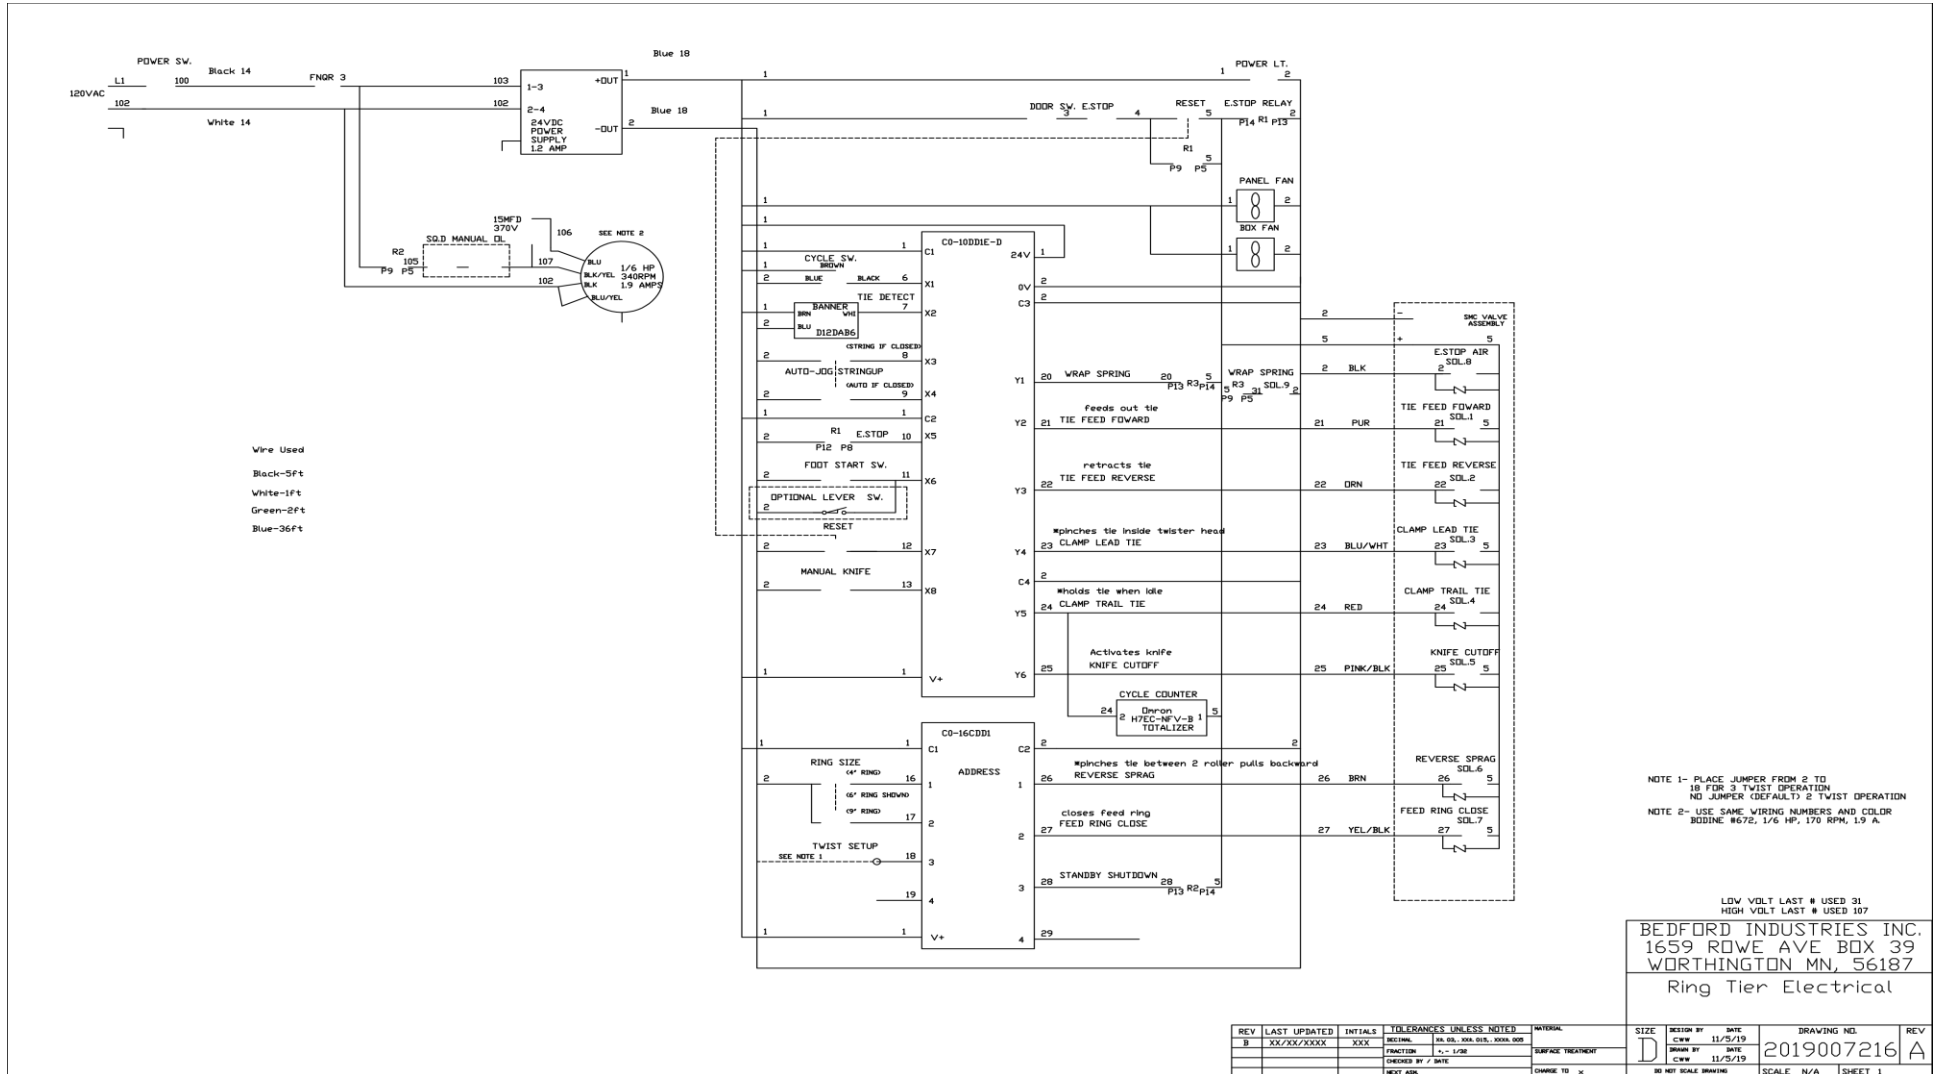 Blue 18
POWER SW.
Black 14
L1
100
FNQR 3
103
1-3
+OUT
1
120VAC
102
102
2-4
White 14
24VDC
POWER
SUPPLY
1.2 AMP
-OUT
2
Blue 18
1
1
POWER LT.
2
1
DOOR SW.
E.STOP
3
4
RESET
5
E.STOP RELAY
P14 R1 P13
2
R1
5
P9 P5
15MFD
370V
106
SEE NOTE 2
SQ.D MANUAL OL
R2
105
P9 P5
107
102
BLU
BLK/YEL
BLK
BLU/YEL
1/6 HP
340RPM
1.9 AMPS
1
PANEL FAN
1
2
BOX FAN
1
2
1
C0-10DD1E-D
1
1
C1
24V
1
CYCLE SW.
1
BROWN
2
BLUE
BLACK
6
X1
0V
2
C3
2
TIE DETECT
1
BANNER
BRN
WHI
7
X2
2
BLU
D12DAB6
(STRING IF CLOSED)
2
8
X3
AUTO-JOG
STRINGUP
(AUTO IF CLOSED)
2
9
X4
1
1
C2
2
R1
E.STOP
10
X5
P12 P8
FOOT START SW.
2
11
X6
OPTIONAL LEVER SW.
2
RESET
2
12
X7
MANUAL KNIFE
2
13
X8
1
1
V+
Y1
20
WRAP SPRING
20
5
P13 R3 P14
WRAP SPRING
5
R3
31
SOL.9
2
P9 P5
feeds out tie
Y2
21
TIE FEED FOWARD
retracts tie
TIE FEED REVERSE
Y3
22
*pinches tie inside twister head
Y4
23
CLAMP LEAD TIE
C4
2
*holds tie when idle
Y5
24
CLAMP TRAIL TIE
Activates knife
KNIFE CUTOFF
Y6
25
CYCLE COUNTER
24
2
Omron
H7EC-NFV-B
TOTALIZER
1
5
2
-
SMC VALVE
ASSEMBLY
5
+
5
E.STOP AIR
SOL.8
2
BLK
2
TIE FEED FOWARD
SOL.1
21
PUR
21
5
TIE FEED REVERSE
SOL.2
22
ORN
22
5
CLAMP LEAD TIE
SOL.3
23
BLU/WHT
23
5
CLAMP TRAIL TIE
SOL.4
24
RED
24
KNIFE CUTOFF
SOL.5
25
PINK/BLK
25
5
C0-16CDD1
ADDRESS
1
1
C1
C2
2
2
RING SIZE
(4" RING)
2
16
1
(6" RING SHOWN)
(9" RING)
17
2
TWIST SETUP
SEE NOTE 1
18
3
19
4
1
1
V+
*pinches tie between 2 roller pulls backward
REVERSE SPRAG
1
26
closes feed ring
FEED RING CLOSE
2
27
STANDBY SHUTDOWN
3
28
28
5
P13 R2 P14
4
29
REVERSE SPRAG
SOL.6
26
BRN
26
5
FEED RING CLOSE
SOL.7
27
YEL/BLK
27
5
Wire Used
Black-5ft
White-1ft
Green-2ft
Blue-36ft
NOTE 1- PLACE JUMPER FROM 2 TO
18 FOR 3 TWIST OPERATION
NO JUMPER (DEFAULT) 2 TWIST OPERATION
NOTE 2- USE SAME WIRING NUMBERS AND COLOR
BODINE #672, 1/6 HP, 170 RPM, 1.9 A.
LOW VOLT LAST # USED 31
HIGH VOLT LAST # USED 107
BEDFORD INDUSTRIES INC.
1659 ROWE AVE BOX 39
WORTHINGTON MN, 56187
Ring Tier Electrical
REV
LAST UPDATED
INTIALS
B
XX/XX/XXXX
XXX
TOLERANCES UNLESS NOTED
DECIMAL
.XX. 02, .XXX. 015, .XXXX. 005
FRACTION
+,- 1/32
CHECKED BY / DATE
NEXT ASM.
MATERIAL
SURFACE TREATMENT
CHARGE TO X
SIZE
D
DESIGN BY
DATE
CWW
11/5/19
DRAWN BY
DATE
CWW
11/5/19
DO NOT SCALE DRAWING
DRAWING NO.
2019007216
REV
A
SCALE N/A
SHEET 1